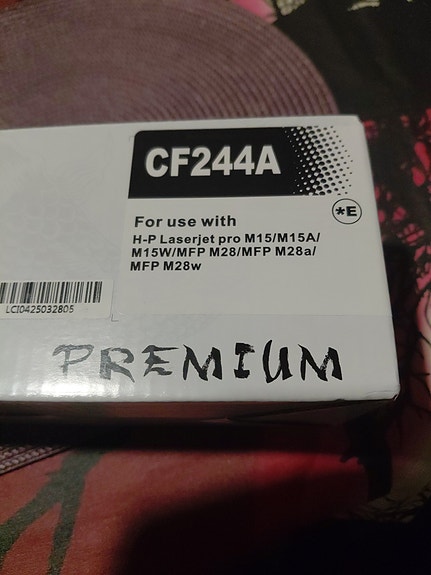 CF244A
*E
For use with
H-P Laserjet pro M15/M15A/
M15W/MFP M28/MFP M28a/
MFP M28w
LCI0425032805
PREMIUM